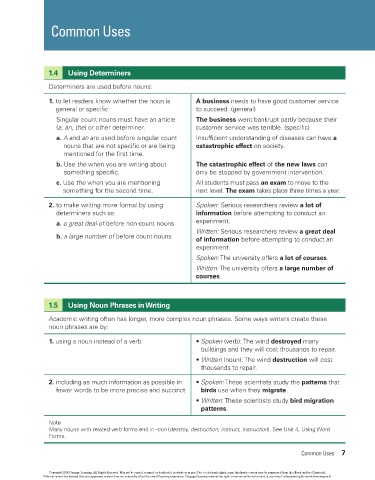 Common Uses
1.4 Using Determiners
Determiners are used before nouns:
1. to let readers know whether the noun is
general or specific
Singular count nouns must have an article
(a, an, the) or other determiner.
a. A and an are used before singular count
nouns that are not specific or are being
mentioned for the first time.
b. Use the when you are writing about
something specific.
c. Use the when you are mentioning
something for the second time.
A business needs to have good customer service
to succeed. (general)
The business went bankrupt partly because their
customer service was terrible. (specific)
Insufficient understanding of diseases can have a
catastrophic effect on society.
The catastrophic effect of the new laws can
only be stopped by government intervention.
All students must pass an exam to move to the
next level. The exam takes place three times a year.
2. to make writing more formal by using
determiners such as:
a. a great deal of before non-count nouns
b. a large number of before count nouns
Spoken: Serious researchers review a lot of
information before attempting to conduct an
experiment.
Written: Serious researchers review a great deal
of information before attempting to conduct an
experiment.
Spoken: The university offers a lot of courses.
Written: The university offers a large number of
courses.
1.5 Using Noun Phrases in Writing
Academic writing often has longer, more complex noun phrases. Some ways writers create these
noun phrases are by:
1. using a noun instead of a verb
• Spoken (verb): The wind destroyed many
buildings and they will cost thousands to repair.
• Written (noun): The wind destruction will cost
thousands to repair.
2. including as much information as possible in
fewer words to be more precise and succinct
• Spoken: These scientists study the patterns that
birds use when they migrate.
• Written: These scientists study bird migration
patterns.
Note
Many nouns with related verb forms end in -tion (destroy, destruction; instruct, instruction). See Unit 4, Using Word
Forms.
Common Uses 7